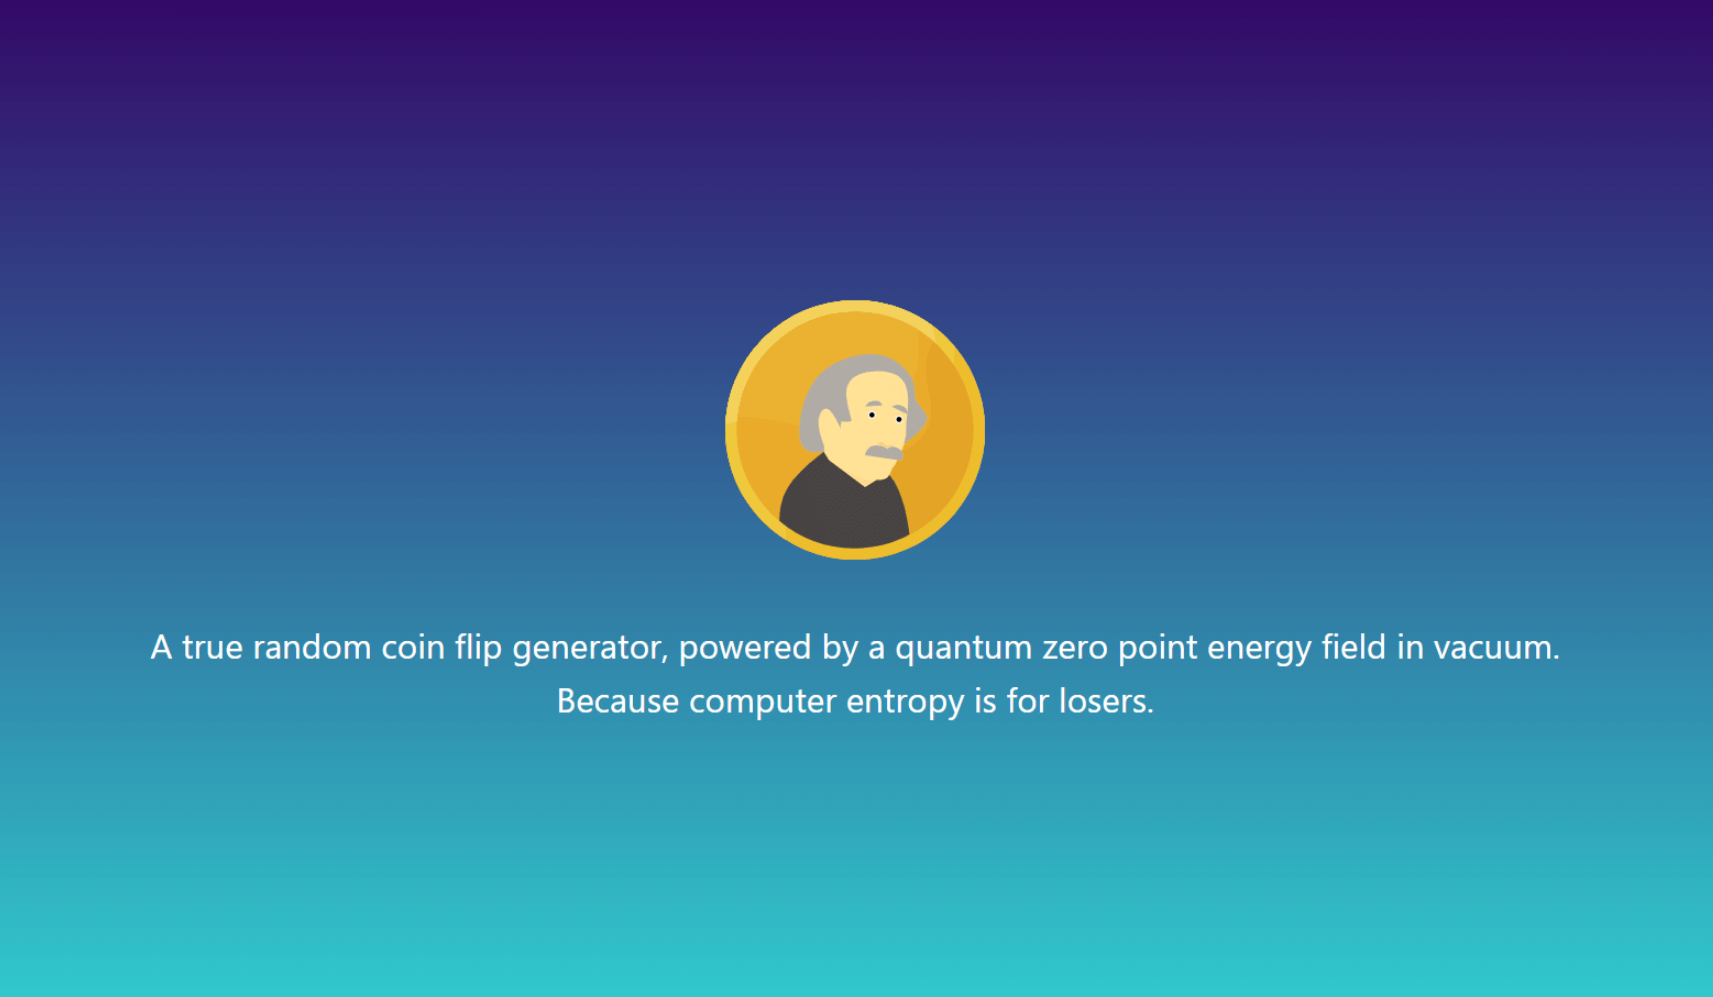 A true random coin flip generator, powered by a quantum zero point energy field in vacuum.
Because computer entropy is for losers.